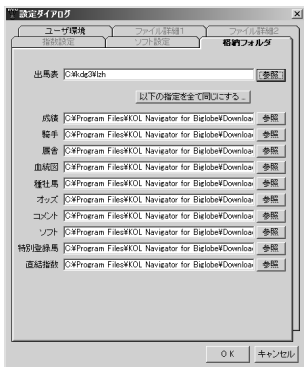 設定ダイアログ
ユーザ環境 ファイル詳細1 ファイル詳細2
指数設定 ソフト設定 格納フォルダ
出馬表 C:¥kdg3¥lzh 参照
以下の指定を全て同じにする
成績 C:¥Program Files¥KOL Navigator for Biglobe¥Downloa 参照
騎手 C:¥Program Files¥KOL Navigator for Biglobe¥Downloa 参照
厩舎 C:¥Program Files¥KOL Navigator for Biglobe¥Downloa 参照
血統図 C:¥Program Files¥KOL Navigator for Biglobe¥Downloa 参照
種牡馬 C:¥Program Files¥KOL Navigator for Biglobe¥Downloa 参照
オッズ C:¥Program Files¥KOL Navigator for Biglobe¥Downloa 参照
コメント C:¥Program Files¥KOL Navigator for Biglobe¥Downloa 参照
ソフト C:¥Program Files¥KOL Navigator for Biglobe¥Downloa 参照
特別登録馬 C:¥Program Files¥KOL Navigator for Biglobe¥Downloa 参照
直結指数 C:¥Program Files¥KOL Navigator for Biglobe¥Downloa 参照
OK キャンセル